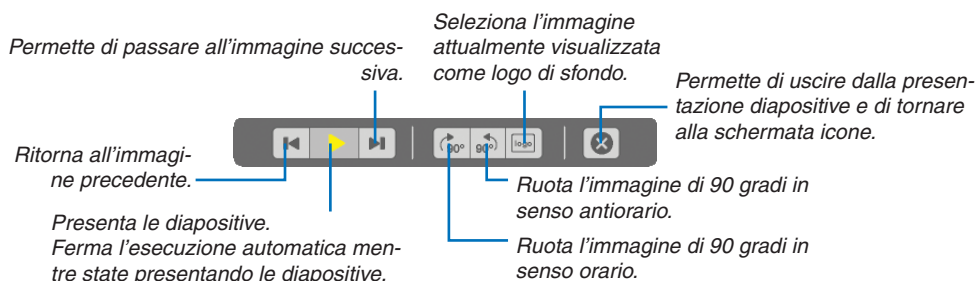 Seleziona l'immagine
attualmente visualizzata
come logo di sfondo.
Permette di passare all'immagine succes-
siva.
Permette di uscire dalla presen-
tazione diapositive e di tornare
alla schermata icone.
Ritorna all'immagi-
ne precedente.
90°
90°
logo
Presenta le diapositive.
Ferma l'esecuzione automatica men-
tre state presentando le diapositive.
Ruota l'immagine di 90 gradi in
senso antiorario.
Ruota l'immagine di 90 gradi in
senso orario.